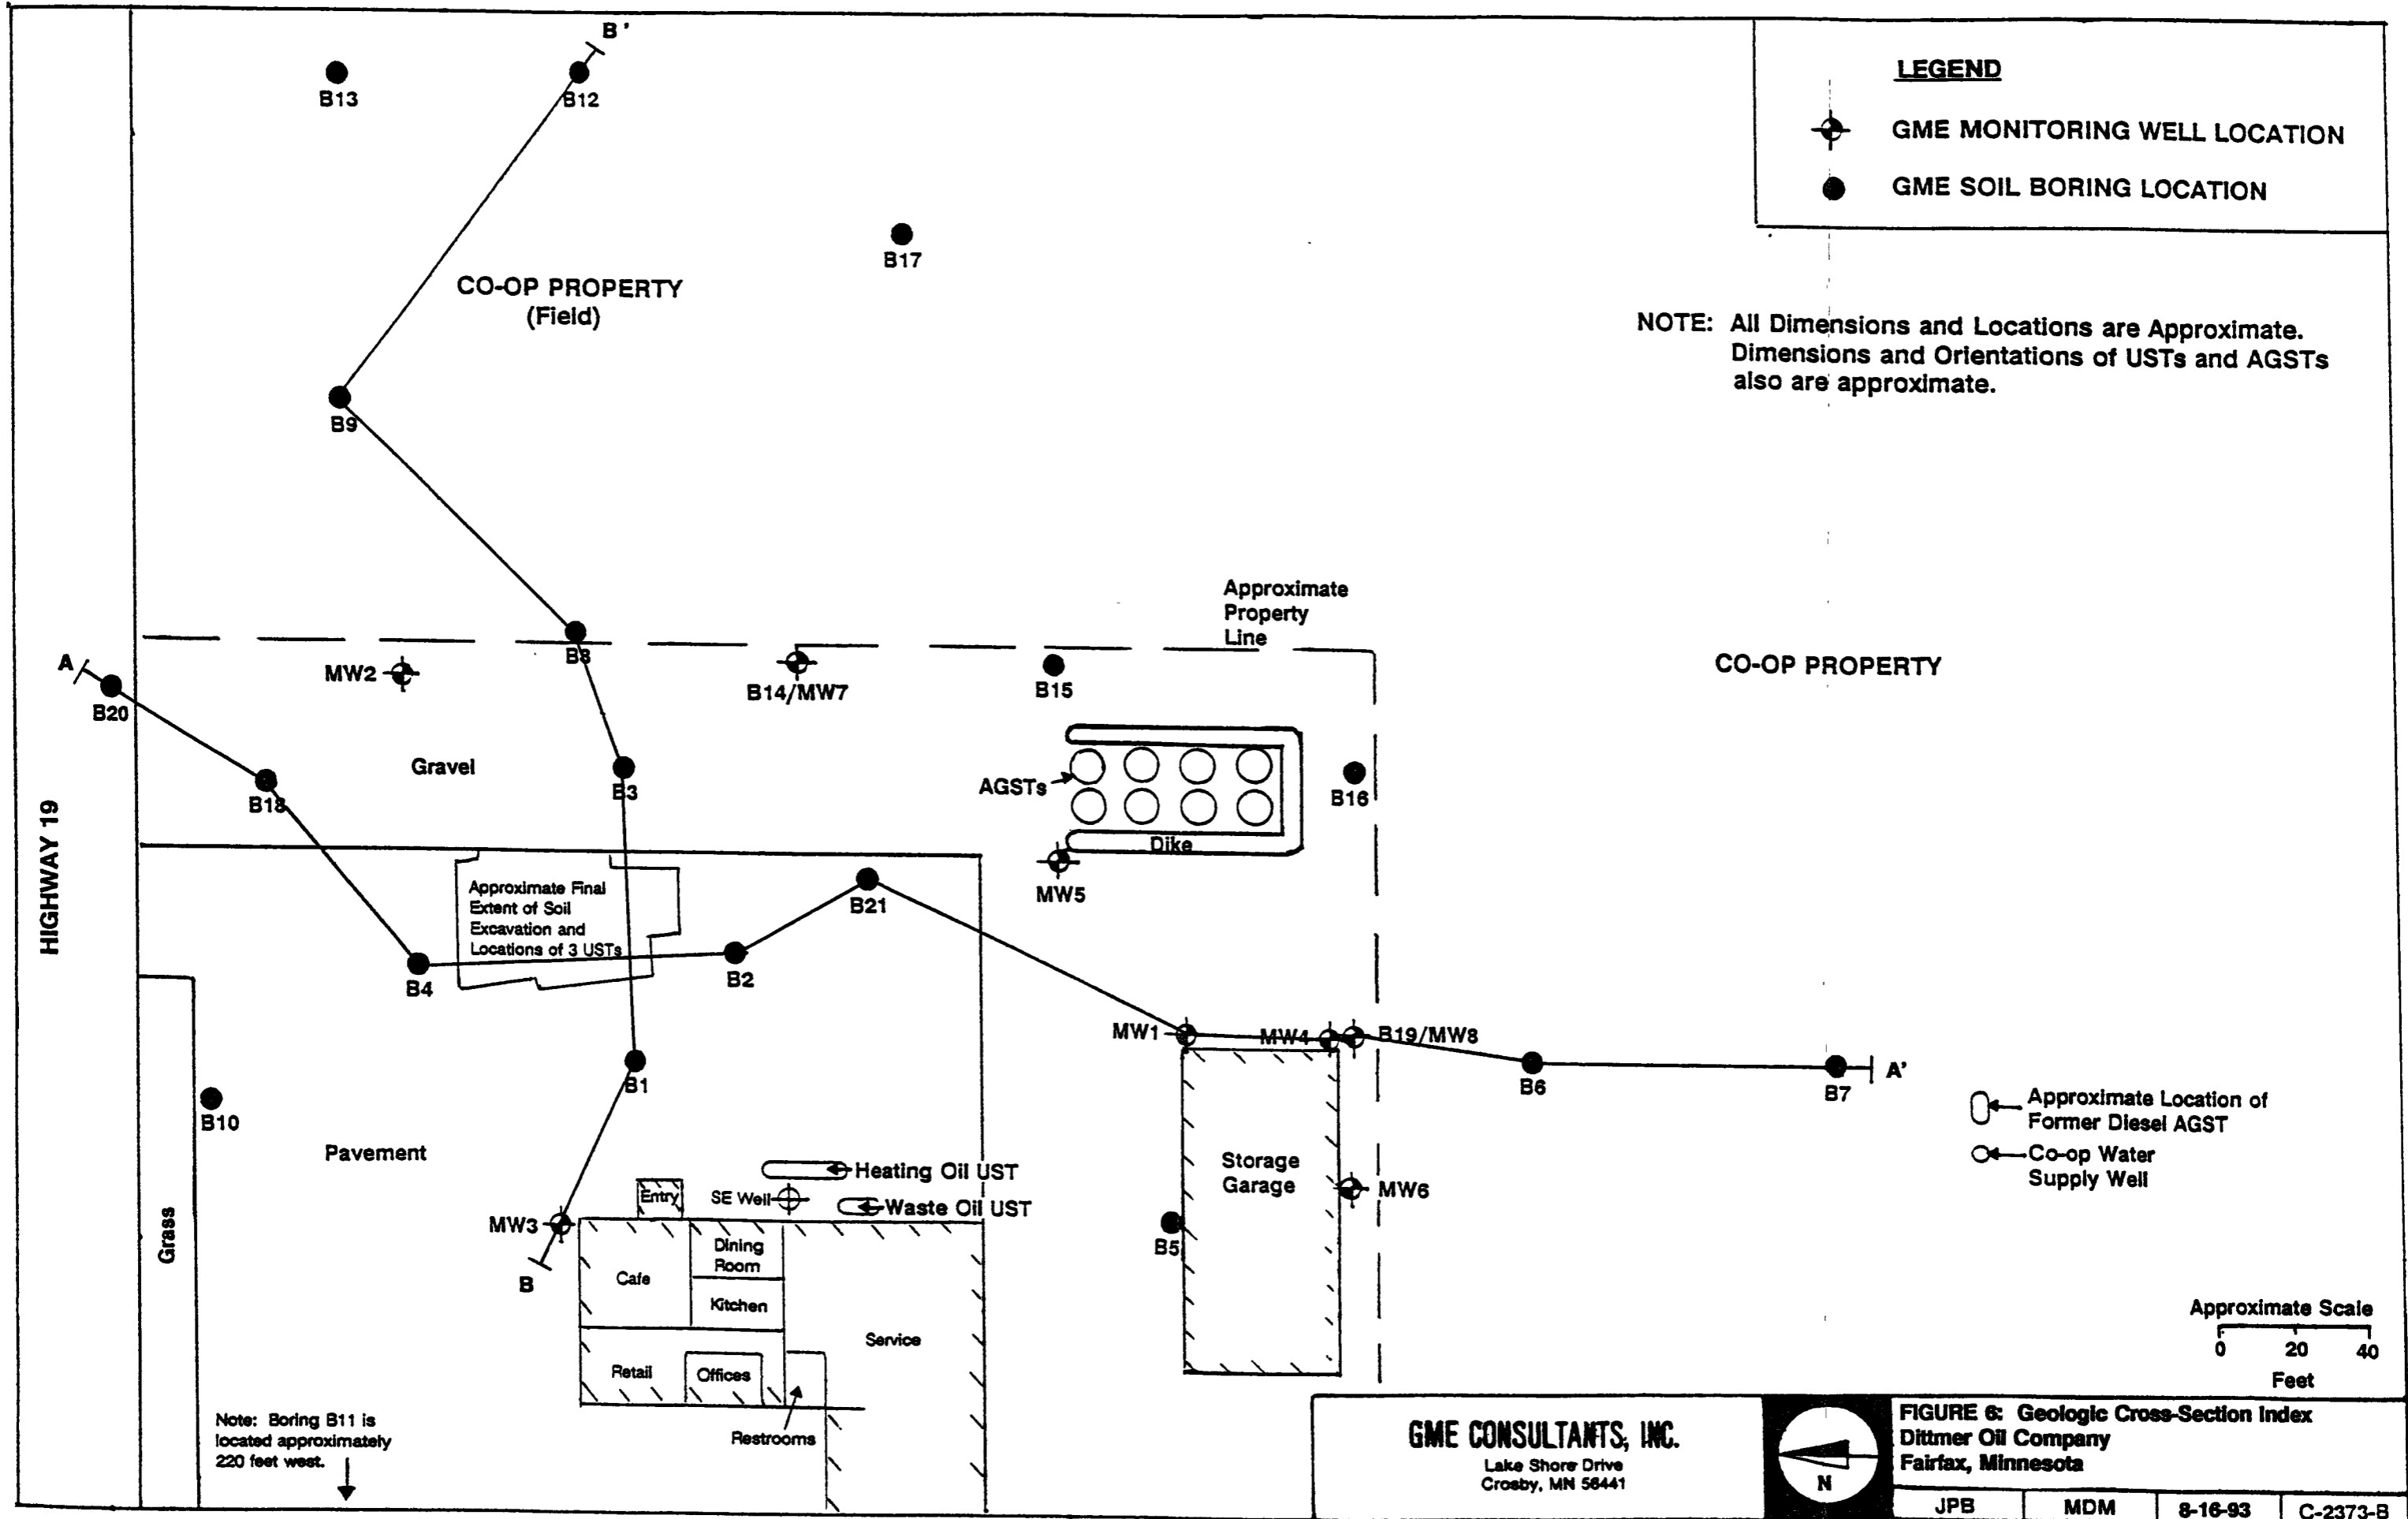 B'
B13
B12
LEGEND
GME MONITORING WELL LOCATION
GME SOIL BORING LOCATION
B17
CO-OP PROPERTY
(Field)
NOTE: All Dimensions and Locations are Approximate.
Dimensions and Orientations of USTs and AGSTs
also are approximate.
B9
Approximate
Property
Line
A
B20
MW2
B8
B14/MW7
B15
CO-OP PROPERTY
Gravel
B18
B3
AGSTs
B16
Dike
MW5
HIGHWAY 19
Approximate Final
Extent of Soil
Excavation and
Locations of 3 USTs
B21
B4
B2
MW1
MW4
B19/MW8
B6
B7
A'
B1
B10
Approximate Location of
Former Diesel AGST
Co-op Water
Supply Well
Pavement
Heating Oil UST
Entry
SE Well
Waste Oil UST
Storage
Garage
MW6
Grass
MW3
B
B5
Dining
Room
Cafe
Kitchen
Service
Retail
Offices
Restrooms
Approximate Scale
0 20 40
Feet
Note: Boring B11 is
located approximately
220 feet west.
GME CONSULTANTS, INC.
Lake Shore Drive
Crosby, MN 56441
N
FIGURE 6: Geologic Cross-Section Index
Dittmer Oil Company
Fairfax, Minnesota
JPB MDM 8-16-93 C-2373-B